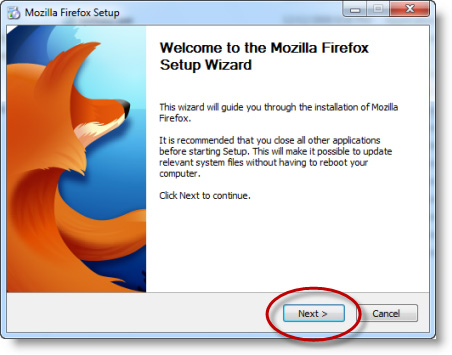 Mozilla Firefox Setup
Welcome to the Mozilla Firefox
Setup Wizard
This wizard will guide you through the installation of Mozilla
Firefox.
It is recommended that you close all other applications
before starting Setup. This will make it possible to update
relevant system files without having to reboot your
computer.
Click Next to continue.
Next >
Cancel